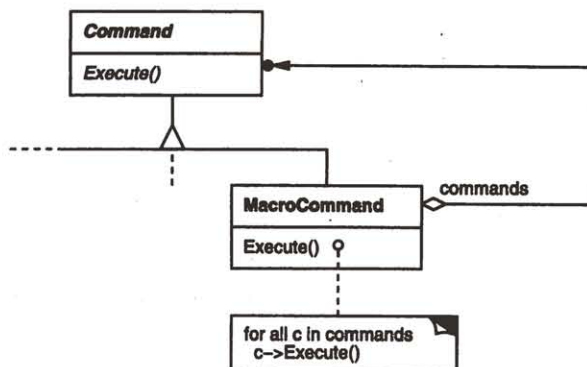 Command
Execute()
commands
MacroCommand
Execute()
for all c in commands
c->Execute()